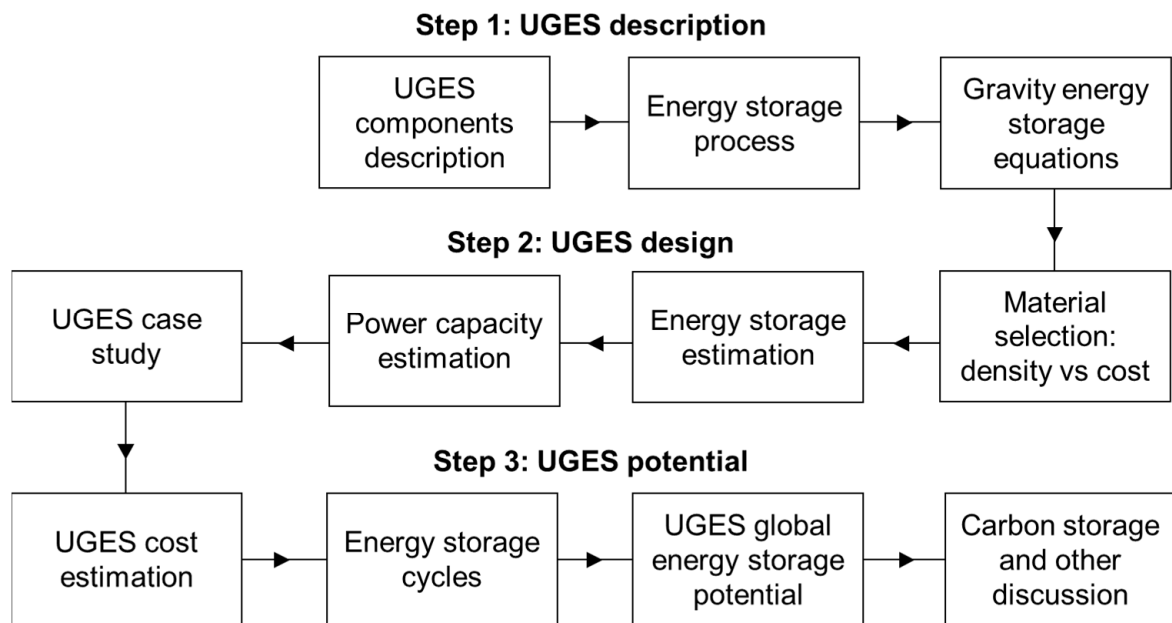 Step 1: UGES description
UGES
components
description
Energy storage
process
Gravity energy
storage
equations
Step 2: UGES design
UGES case
study
Power capacity
estimation
Energy storage
estimation
Material
selection:
density vs cost
Step 3: UGES potential
UGES cost
estimation
Energy storage
cycles
UGES global
energy storage
potential
Carbon storage
and other
discussion